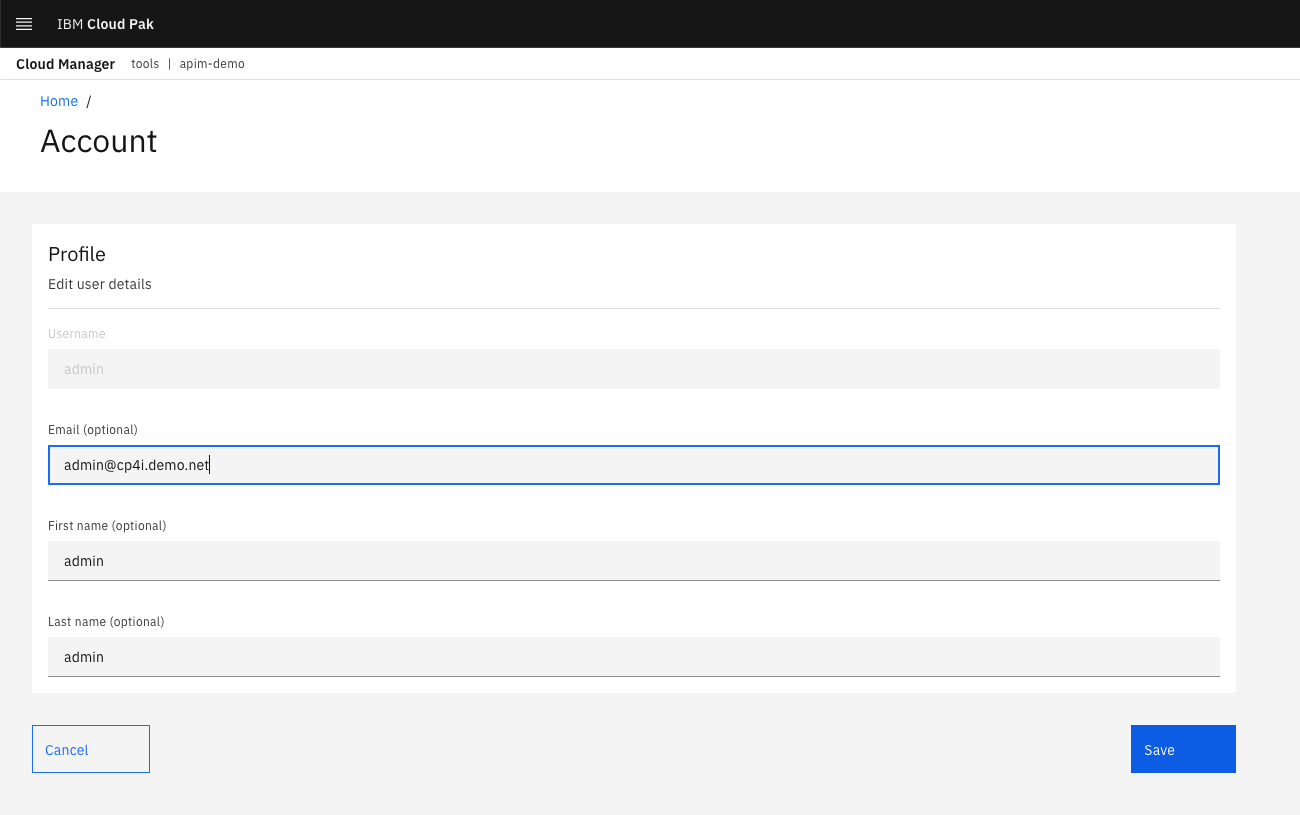 IBM Cloud Pak
Cloud Manager tools | apim-demo
Home /
Account
Profile
Edit user details
Username
admin
Email (optional)
admin@cp4i.demo.net
First name (optional)
admin
Last name (optional)
admin
Cancel Save